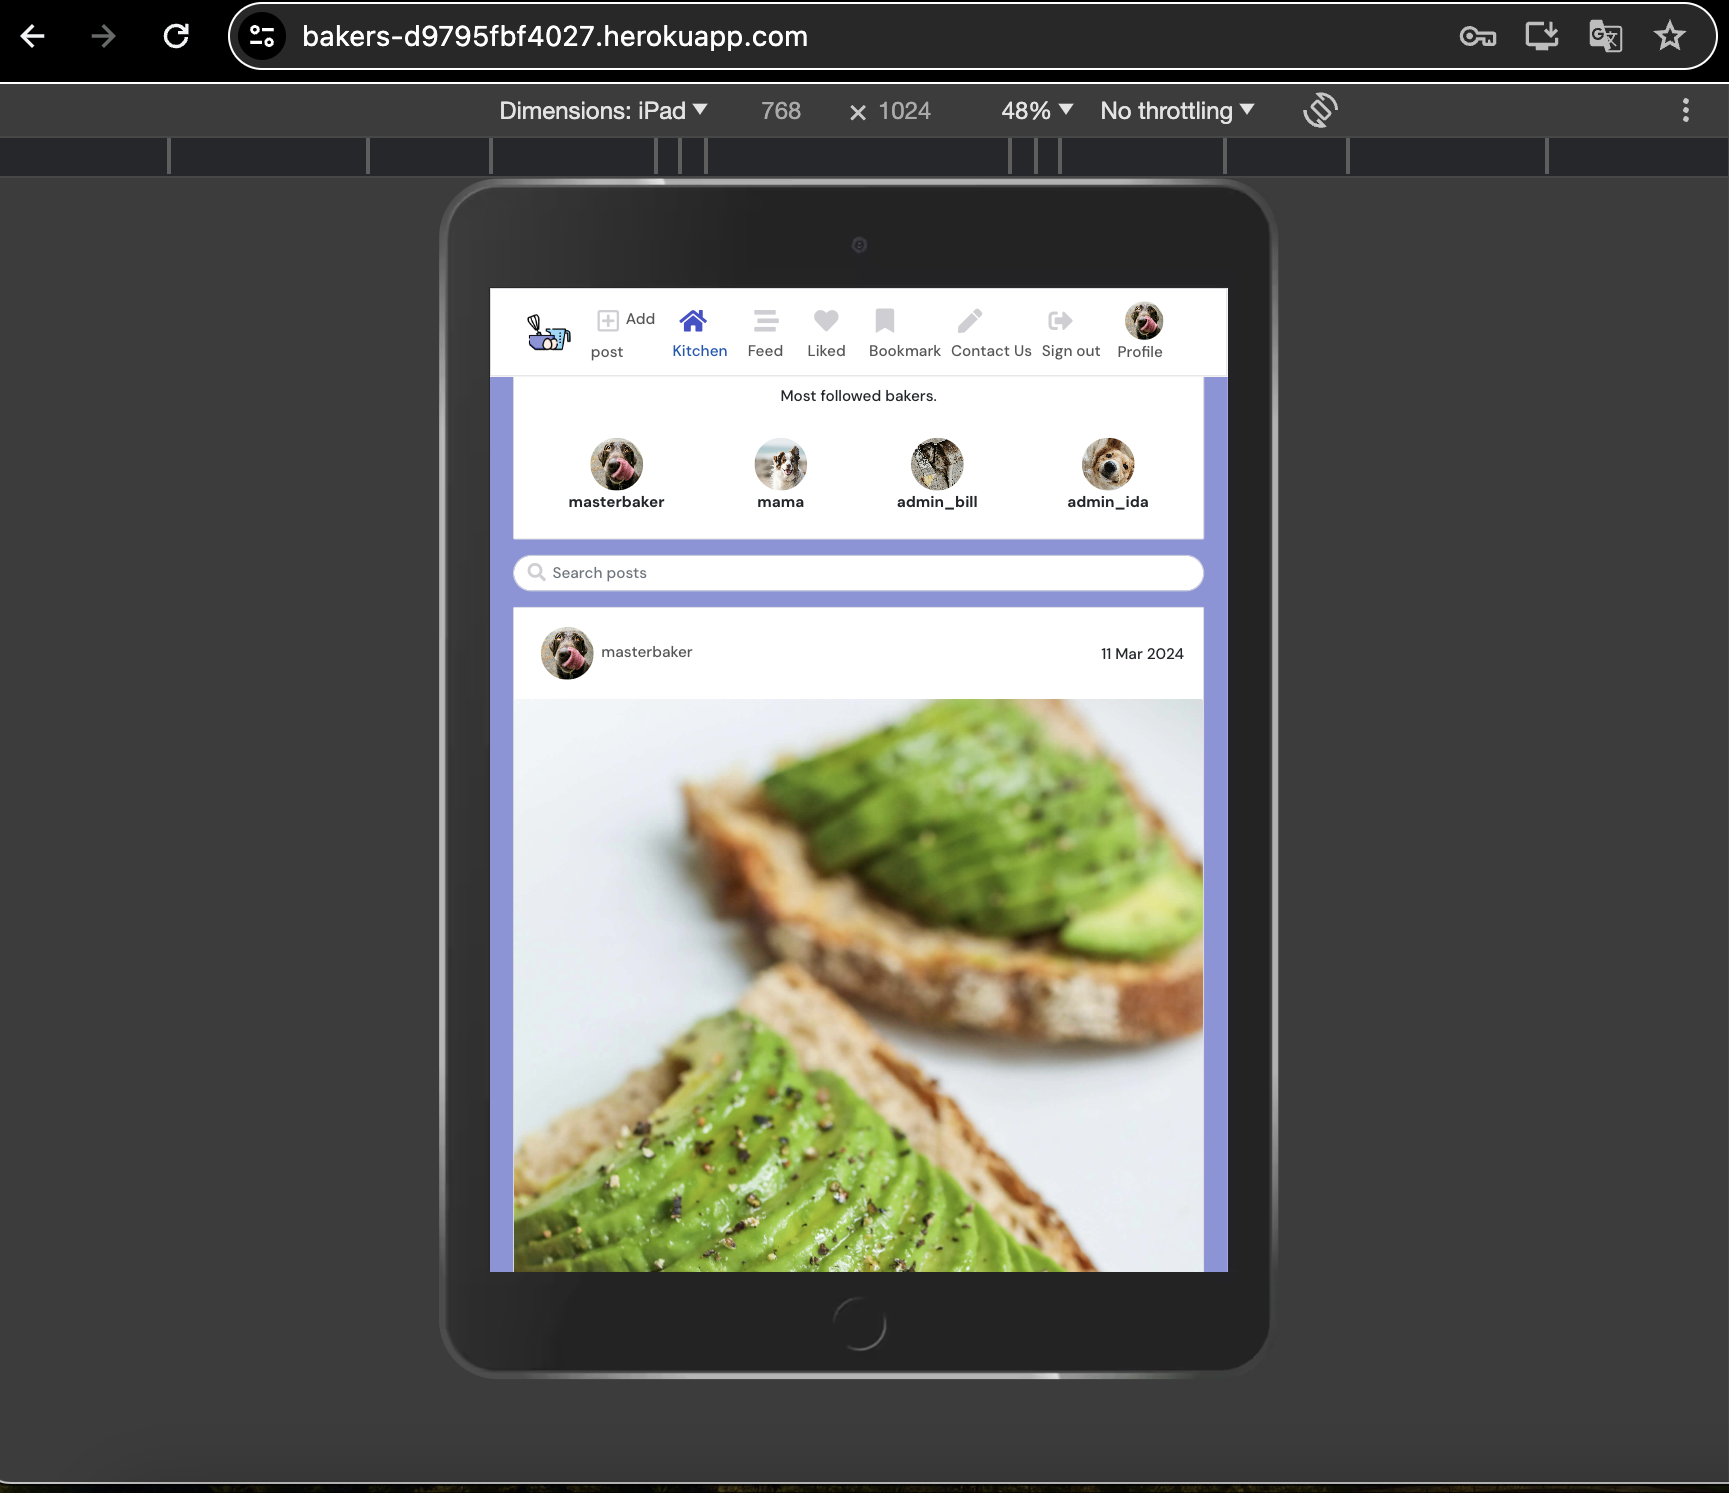 bakers-d9795fbf4027.herokuapp.com
Dimensions: iPad 768 × 1024 48% No throttling
Add post
Kitchen
Feed
Liked
Bookmark
Contact Us
Sign out
Profile
Most followed bakers.
masterbaker mama admin_bill admin_ida
Search posts
masterbaker 11 Mar 2024